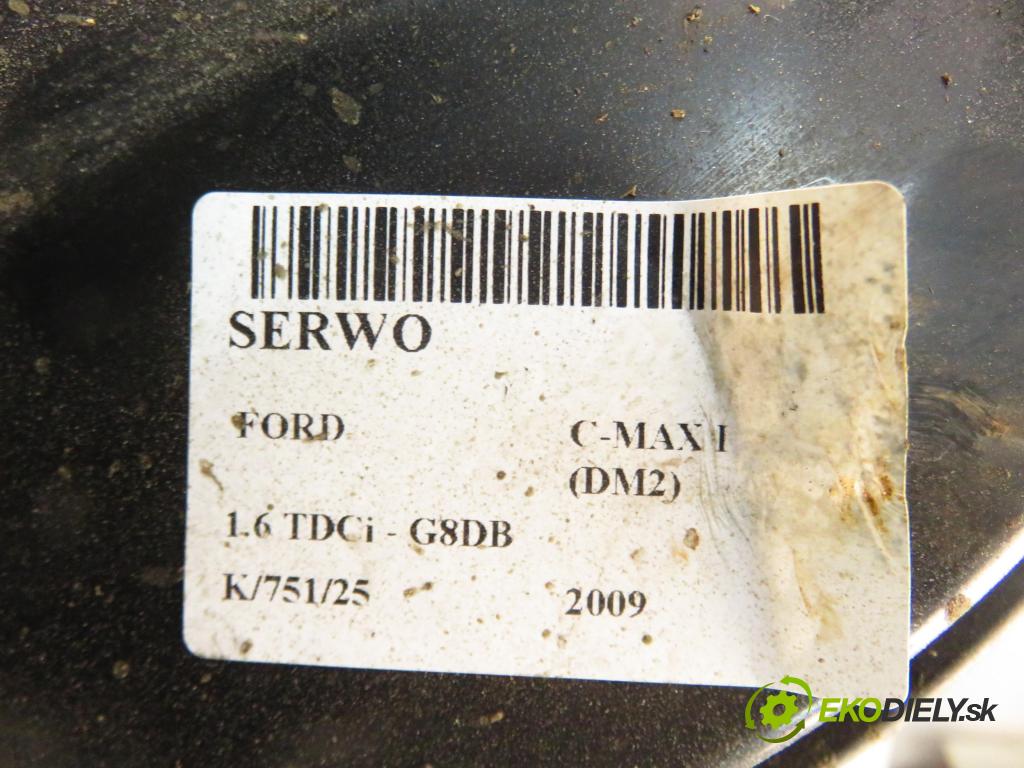 SERWO
FORD
C-MAX I
(DM2)
1.6 TDCi - G8DB
K/751/25
2009
EKODIELY.sk